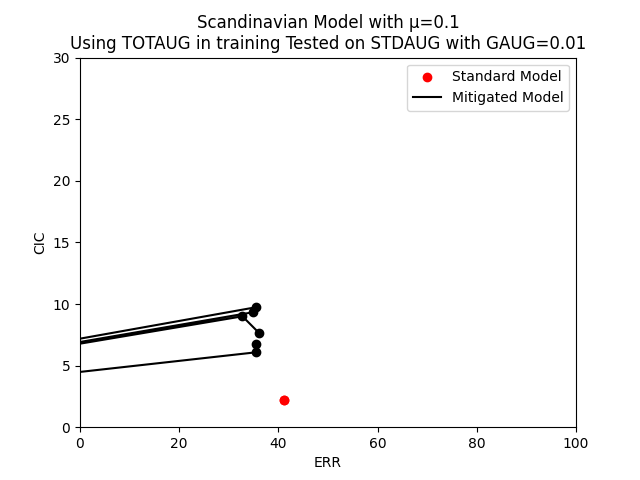 Scandinavian Model with μ=0.1
Using TOTAUG in training Tested on STDAUG with GAUG=0.01
Standard Model
Mitigated Model
30
25
20
15
10
5
0
CIC
0 20 40 60 80 100
ERR